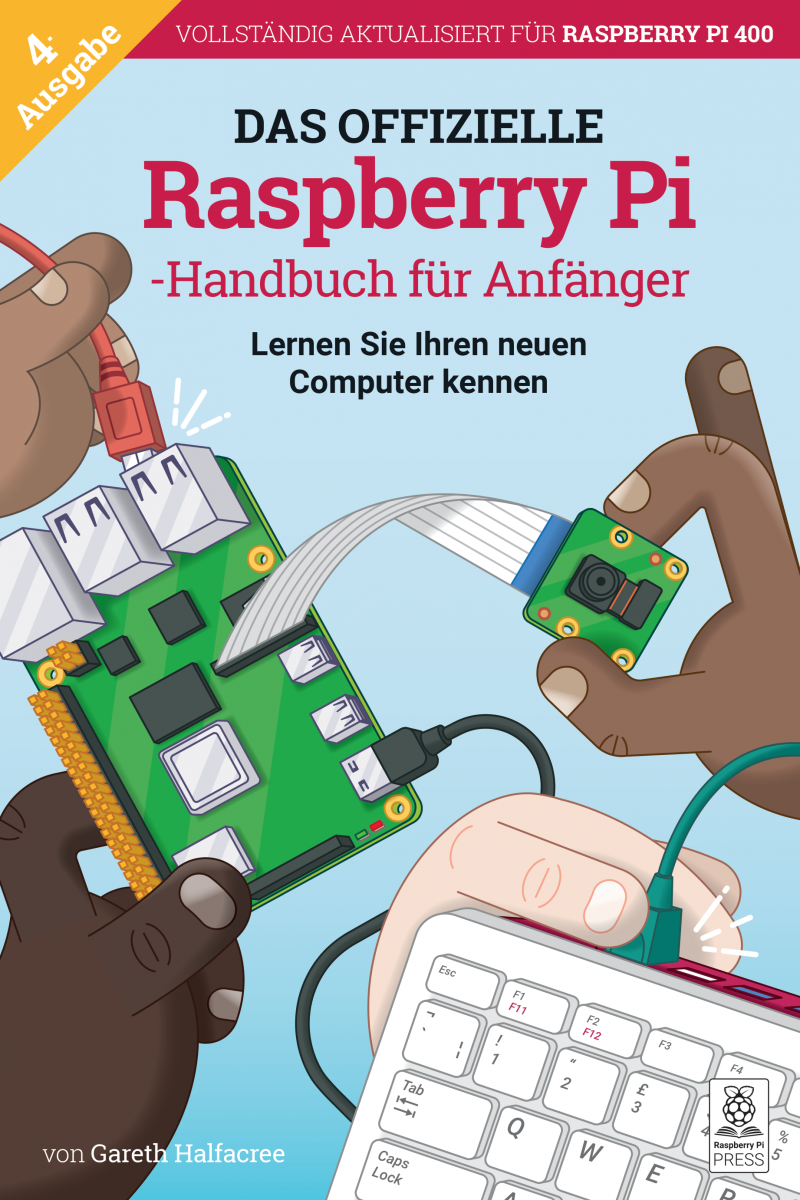 4. Ausgabe
VOLLSTÄNDIG AKTUALISIERT FÜR RASPBERRY PI 400
DAS OFFIZIELLE
Raspberry Pi
-Handbuch für Anfänger
Lernen Sie Ihren neuen
Computer kennen
Esc
F1
F11
F2
F12
F3
F4
!
1
"
2
£
3
4
%
5
Tab
Q
W
E
Caps
Lock
Raspberry Pi
PRESS
von Gareth Halfacree